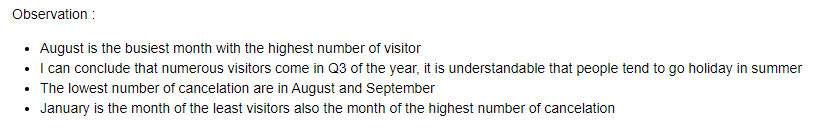 Observation :
• August is the busiest month with the highest number of visitor
• I can conclude that numerous visitors come in Q3 of the year, it is understandable that people tend to go holiday in summer
• The lowest number of cancelation are in August and September
• January is the month of the least visitors also the month of the highest number of cancelation